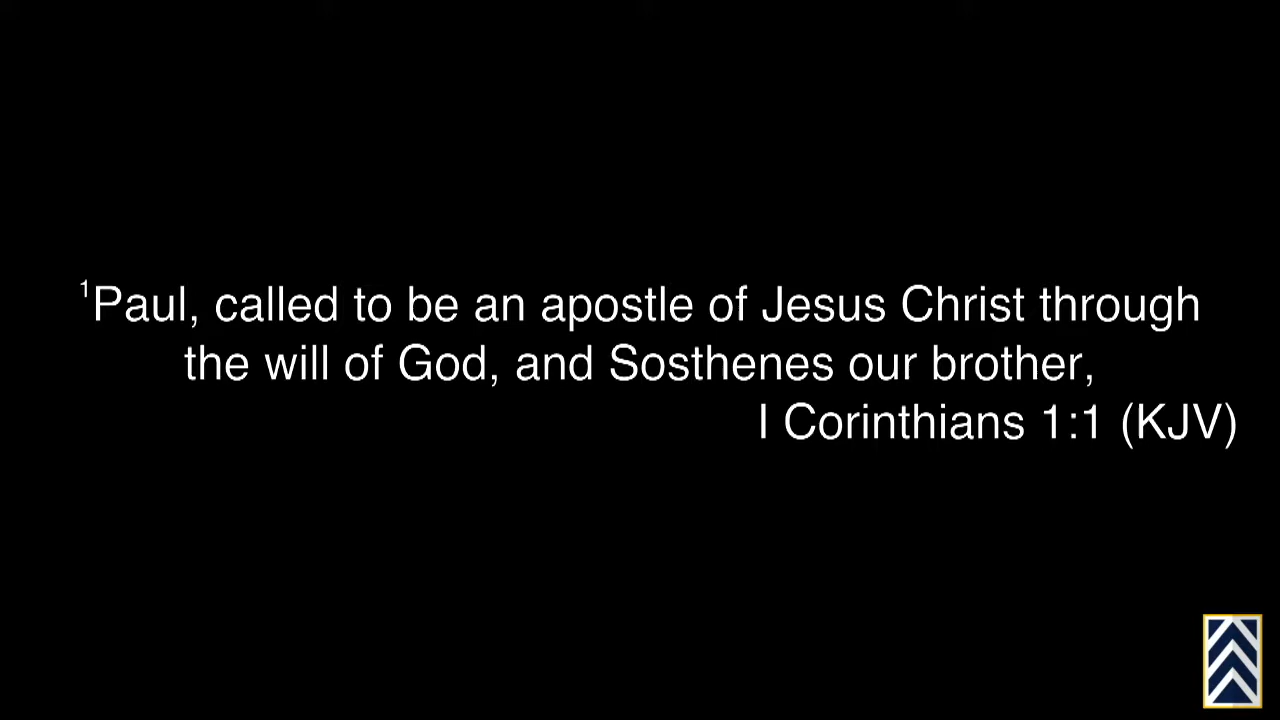 ¹Paul, called to be an apostle of Jesus Christ through
the will of God, and Sosthenes our brother,
I Corinthians 1:1 (KJV)